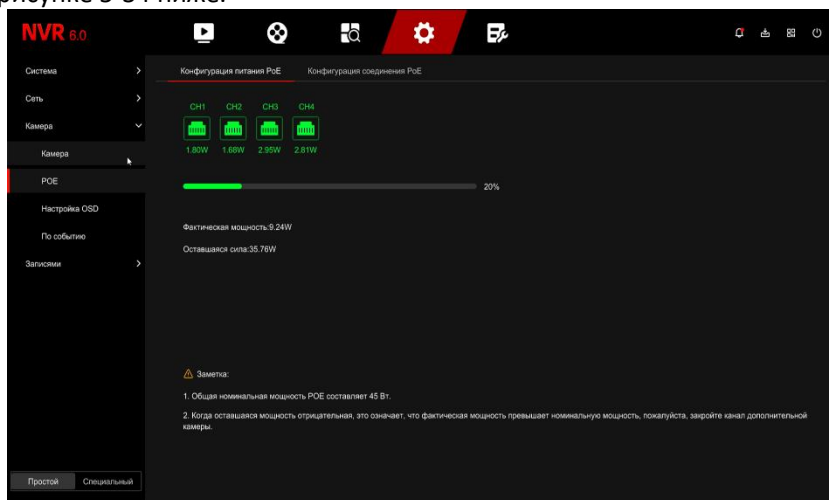 рисунке 3-34 ниже.
NVR 6.0
Система
Конфигурация питания PoE Конфигурация соединения PoE
Сеть
CH1 CH2 CH3 CH4
Камера
1.80W 1.68W 2.95W 2.81W
Камера
POE
20%
Настройка OSD
Фактическая мощность:9.24W
По событию
Оставшаяся сила:35.76W
Записями
Заметка:
1. Общая номинальная мощность POE составляет 45 Вт.
2. Когда оставшаяся мощность отрицательная, это означает, что фактическая мощность превышает номинальную мощность, пожалуйста, закройте канал дополнительной
камеры.
Простой Специальный